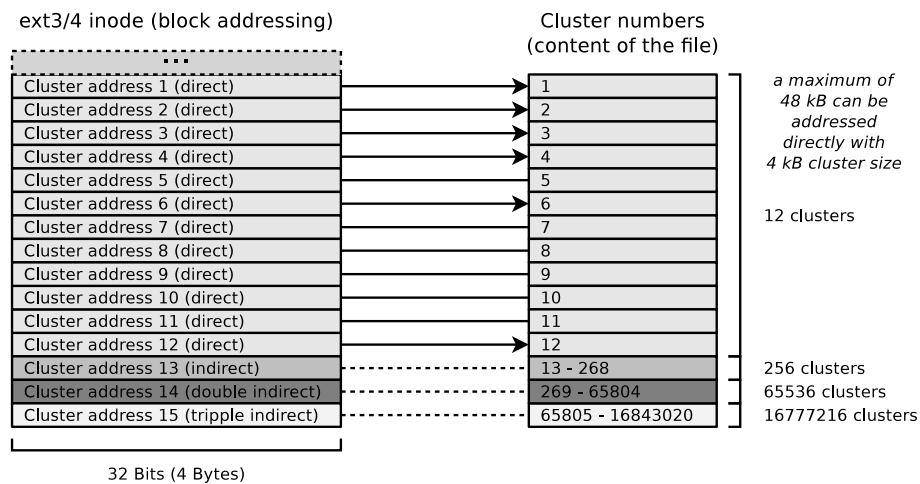 ext3/4 inode (block addressing)
...
Cluster address 1 (direct)
Cluster address 2 (direct)
Cluster address 3 (direct)
Cluster address 4 (direct)
Cluster address 5 (direct)
Cluster address 6 (direct)
Cluster address 7 (direct)
Cluster address 8 (direct)
Cluster address 9 (direct)
Cluster address 10 (direct)
Cluster address 11 (direct)
Cluster address 12 (direct)
Cluster address 13 (indirect)
Cluster address 14 (double indirect)
Cluster address 15 (tripple indirect)
32 Bits (4 Bytes)
Cluster numbers
(content of the file)
1
2
3
4
5
6
7
8
9
10
11
12
13 - 268
269 - 65804
65805 - 16843020
a maximum of
48 kB can be
addressed
directly with
4 kB cluster size
12 clusters
256 clusters
65536 clusters
16777216 clusters